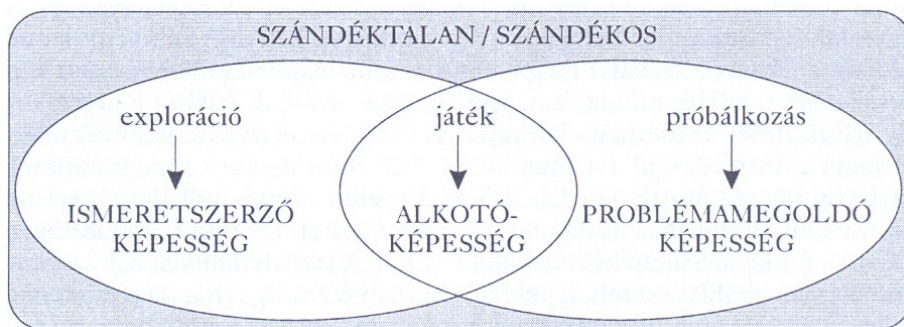 SZÁNDÉKTALAN / SZÁNDÉKOS
exploráció
játék
próbálkozás
ISMERETSZERZŐ
KÉPESSÉG
ALKOTÓ-
KÉPESSÉG
PROBLÉMAMEGOLDÓ
KÉPESSÉG